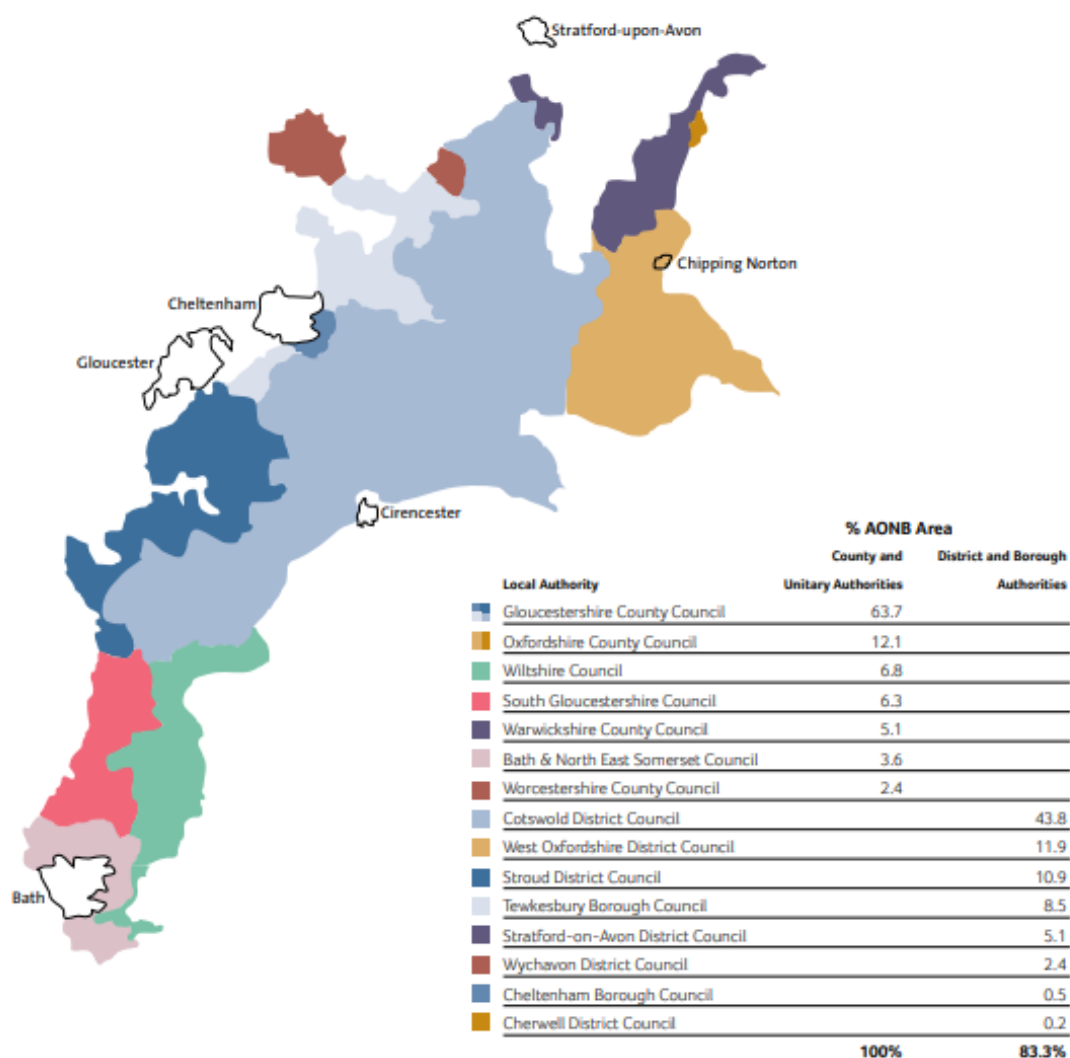 Stratford-upon-Avon
Chipping Norton
Cheltenham
Gloucester
Cirencester
Bath
% AONB Area
County and District and Borough
Local Authority Unitary Authorities Authorities
Gloucestershire County Council 63.7
Oxfordshire County Council 12.1
Wiltshire Council 6.8
South Gloucestershire Council 6.3
Warwickshire County Council 5.1
Bath & North East Somerset Council 3.6
Worcestershire County Council 2.4
Cotswold District Council 43.8
West Oxfordshire District Council 11.9
Stroud District Council 10.9
Tewkesbury Borough Council 8.5
Stratford-on-Avon District Council 5.1
Wychavon District Council 2.4
Cheltenham Borough Council 0.5
Cherwell District Council 0.2
100% 83.3%